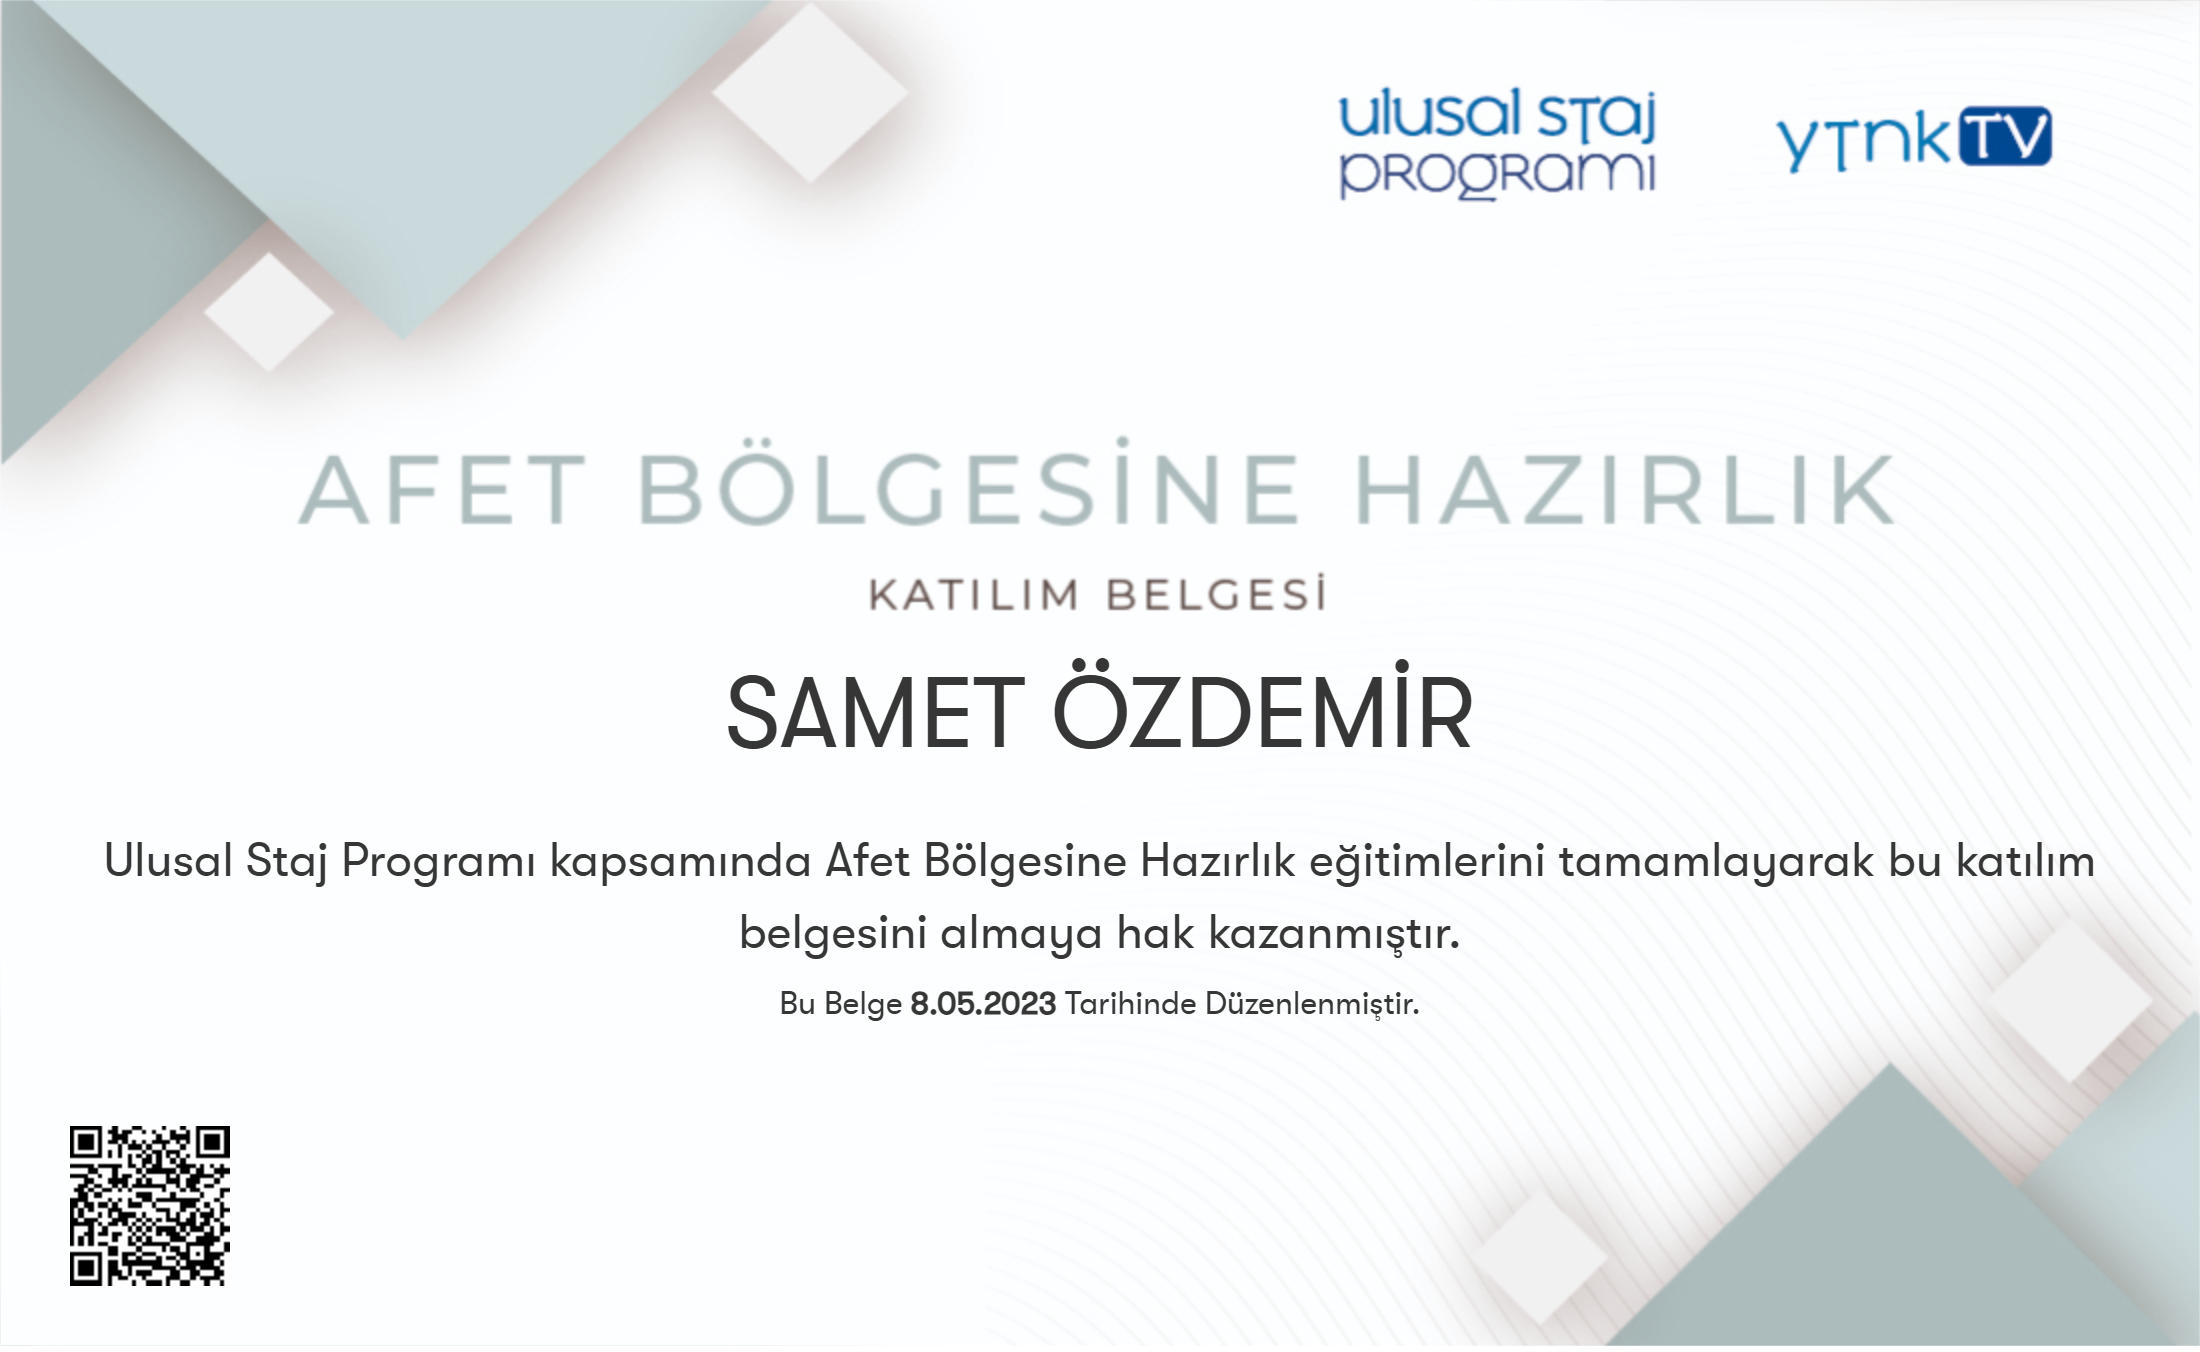 ulusal staj
programı
ytnk TV
AFET BÖLGESİNE HAZIRLIK
KATILIM BELGESİ
SAMET ÖZDEMİR
Ulusal Staj Programı kapsamında Afet Bölgesine Hazırlık eğitimlerini tamamlayarak bu katılım
belgesini almaya hak kazanmıştır.
Bu Belge 8.05.2023 Tarihinde Düzenlenmiştir.